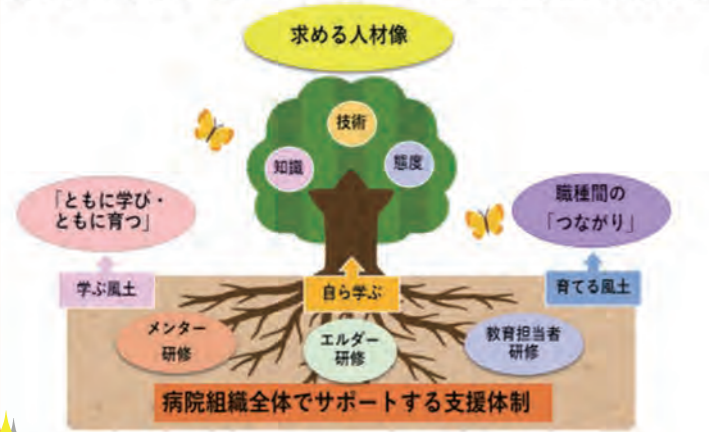 求める人材像
技術
知識
態度
「ともに学び・
ともに育つ」
職種間の
「つながり」
学ぶ風土
自ら学ぶ
育てる風土
メンター
研修
エルダー
研修
教育担当者
研修
病院組織全体でサポートする支援体制